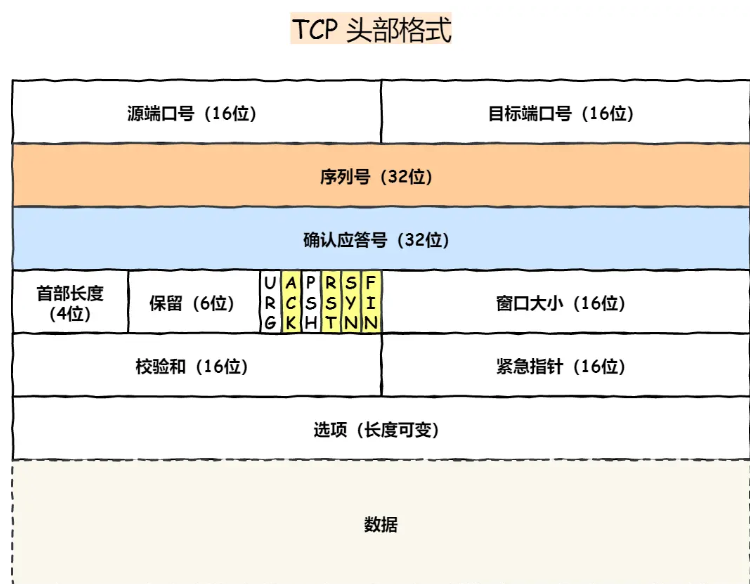 TCP 头部格式
源端口号（16位） 目标端口号（16位）
序列号（32位）
确认应答号（32位）
首部长度
(4位)
保留（6位）
URG
ACK
PSH
RST
SYN
FIN
窗口大小（16位）
校验和（16位） 紧急指针（16位）
选项（长度可变）
数据